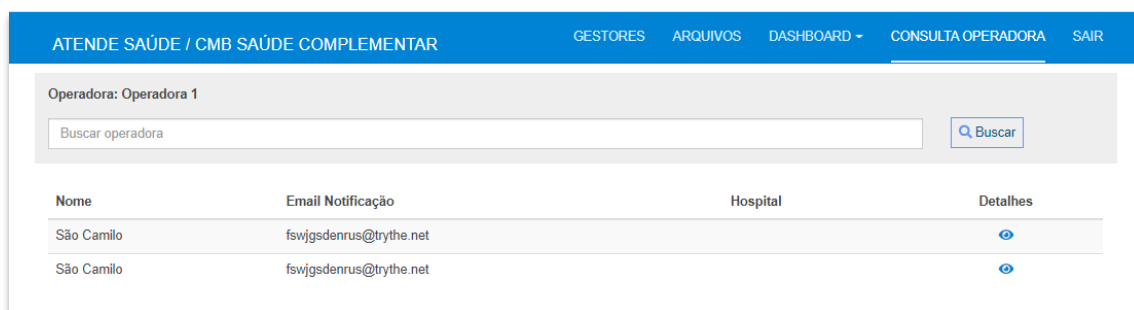 ATENDE SAÚDE / CMB SAÚDE COMPLEMENTAR GESTORES ARQUIVOS DASHBOARD CONSULTA OPERADORA SAIR
Operadora: Operadora 1
Buscar operadora Buscar
Nome Email Notificação Hospital Detalhes
São Camilo fswjgsdenrus@trythe.net
São Camilo fswjgsdenrus@trythe.net